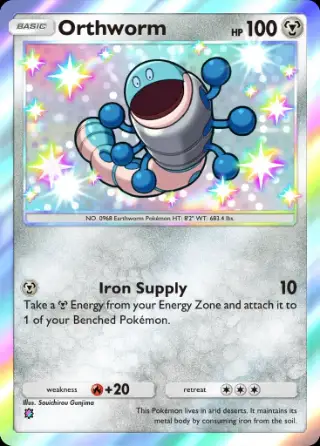 BASIC Orthworm HP 100
NO. 0968 Earthworm Pokémon HT: 8'2" WT: 683.4 lbs.
Iron Supply 10
Take a Energy from your Energy Zone and attach it to
1 of your Benched Pokémon.
weakness +20 retreat
Illus. Souichirou Gunjima
This Pokémon lives in arid deserts. It maintains its
metal body by consuming iron from the soil.